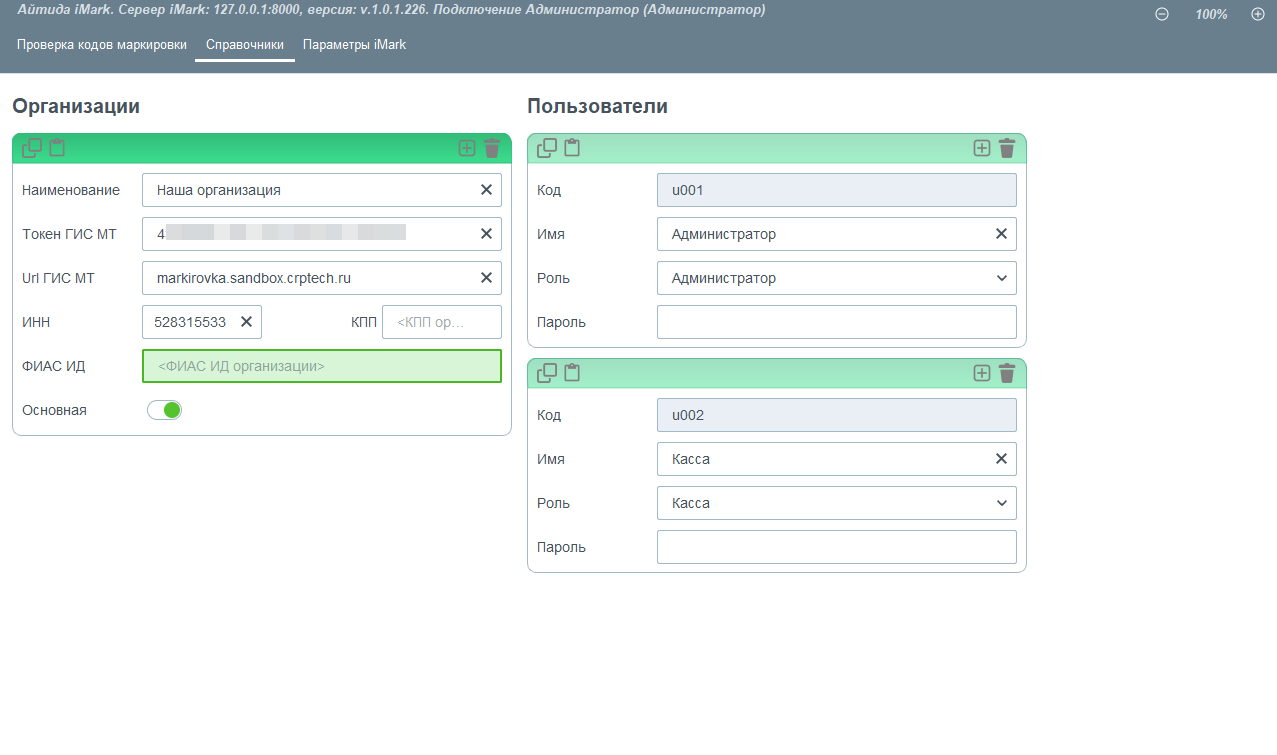 Айтида iMark. Сервер iMark: 127.0.0.1:8000, версия: v.1.0.1.226. Подключение Администратор (Администратор)
100%
Проверка кодов маркировки Справочники Параметры iMark
Организации
Наименование Наша организация
Токен ГИС МТ 4
Url ГИС МТ markirovka.sandbox.crptech.ru
ИНН 528315533 КПП <КПП ор...
ФИАС ИД <ФИАС ИД организации>
Основная
Пользователи
Код u001
Имя Администратор
Роль Администратор
Пароль
Код u002
Имя Касса
Роль Касса
Пароль